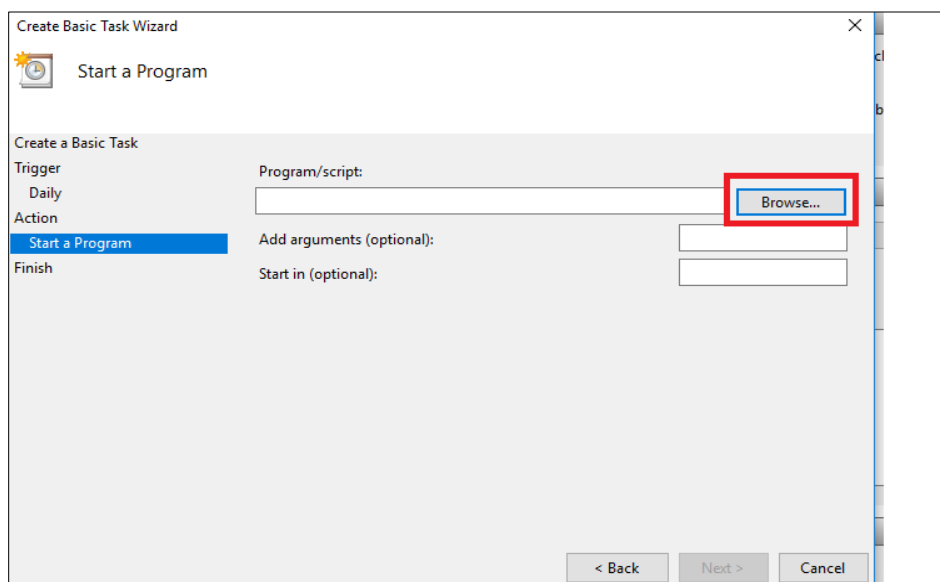 Create Basic Task Wizard
Start a Program
Create a Basic Task
Trigger
Daily
Action
Start a Program
Finish
Program/script:
Browse...
Add arguments (optional):
Start in (optional):
< Back
Next >
Cancel